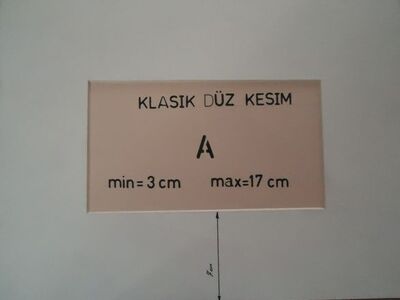 KLASIK DÜZ KESIM
A
min=3 cm max=17 cm